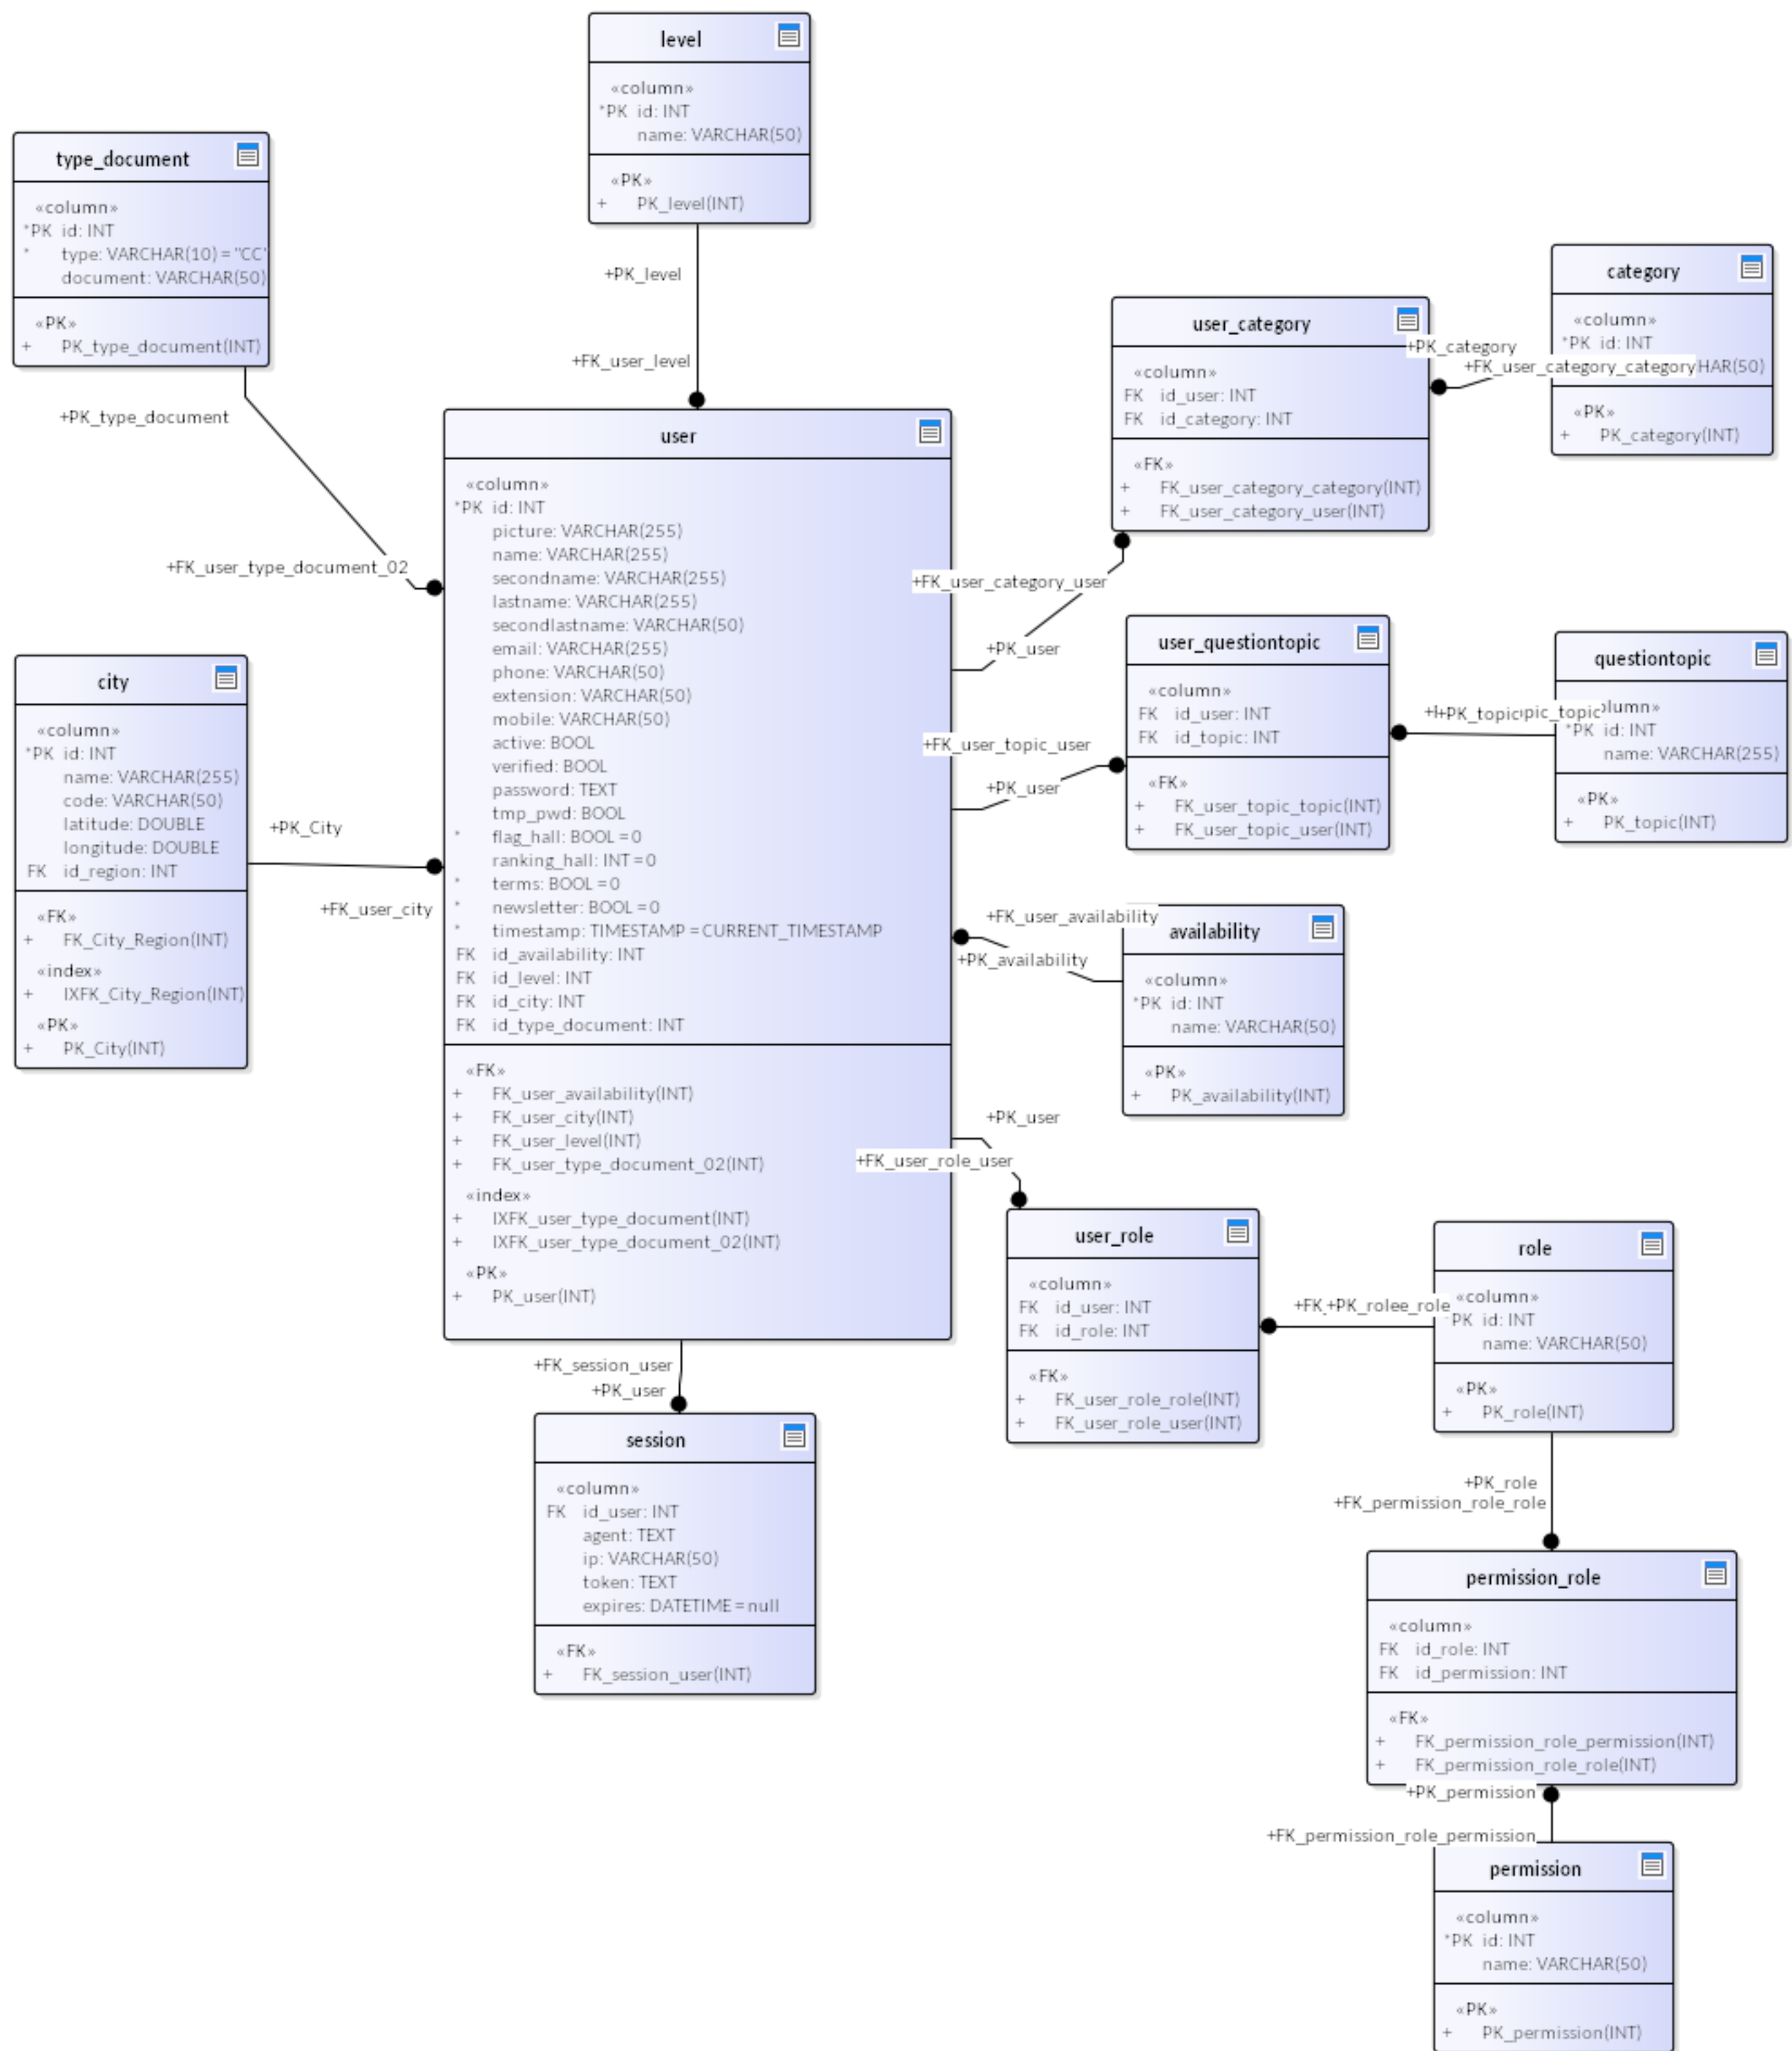 level
«column»
*PK id: INT
name: VARCHAR(50)
«PK»
+ PK_level(INT)
type_document
«column»
*PK id: INT
* type: VARCHAR(10) = "CC'
document: VARCHAR(50)
«PK»
+ PK_type_document(INT)
+PK_level
+FK_user_level
+PK_type_document
+FK_user_type_document_02
category
«column»
*PK id: INT
HAR(50)
«PK»
+ PK_category(INT)
+PK_category
+FK_user_category_category
user_category
«column»
FK id_user: INT
FK id_category: INT
«FK»
+ FK_user_category_category(INT)
+ FK_user_category_user(INT)
user
«column»
*PK id: INT
picture: VARCHAR(255)
name: VARCHAR(255)
secondname: VARCHAR(255)
lastname: VARCHAR(255)
secondlastname: VARCHAR(50)
email: VARCHAR(255)
phone: VARCHAR(50)
extension: VARCHAR(50)
mobile: VARCHAR(50)
active: BOOL
verified: BOOL
password: TEXT
tmp_pwd: BOOL
* flag_hall: BOOL = 0
ranking_hall: INT = 0
* terms: BOOL = 0
* newsletter: BOOL = 0
* timestamp: TIMESTAMP = CURRENT_TIMESTAMP
FK id_availability: INT
FK id_level: INT
FK id_city: INT
FK id_type_document: INT
«FK»
+ FK_user_availability(INT)
+ FK_user_city(INT)
+ FK_user_level(INT)
+ FK_user_type_document_02(INT)
«index»
+ IXFK_user_type_document(INT)
+ IXFK_user_type_document_02(INT)
«PK»
+ PK_user(INT)
+FK_user_category_user
+PK_user
city
«column»
*PK id: INT
name: VARCHAR(255)
code: VARCHAR(50)
latitude: DOUBLE
longitude: DOUBLE
FK id_region: INT
«FK»
+ FK_City_Region(INT)
«index»
+ IXFK_City_Region(INT)
«PK»
+ PK_City(INT)
+PK_City
+FK_user_city
user_questiontopic
«column»
FK id_user: INT
FK id_topic: INT
«FK»
+ FK_user_topic_topic(INT)
+ FK_user_topic_user(INT)
+FK_user_topic_user
+PK_user
questiontopic
+PK_topic
pic_topic
*PK id: INT
name: VARCHAR(255)
«PK»
+ PK_topic(INT)
+FK_user_availability
+PK_availability
availability
«column»
*PK id: INT
name: VARCHAR(50)
«PK»
+ PK_availability(INT)
+PK_user
+FK_user_role_user
user_role
«column»
FK id_user: INT
FK id_role: INT
«FK»
+ FK_user_role_role(INT)
+ FK_user_role_user(INT)
+FK
+PK_role
e_role
role
«column»
*PK id: INT
name: VARCHAR(50)
«PK»
+ PK_role(INT)
+FK_session_user
+PK_user
session
«column»
FK id_user: INT
agent: TEXT
ip: VARCHAR(50)
token: TEXT
expires: DATETIME = null
«FK»
+ FK_session_user(INT)
+PK_role
+FK_permission_role_role
permission_role
«column»
FK id_role: INT
FK id_permission: INT
«FK»
+ FK_permission_role_permission(INT)
+ FK_permission_role_role(INT)
+PK_permission
+FK_permission_role_permission
permission
«column»
*PK id: INT
name: VARCHAR(50)
«PK»
+ PK_permission(INT)